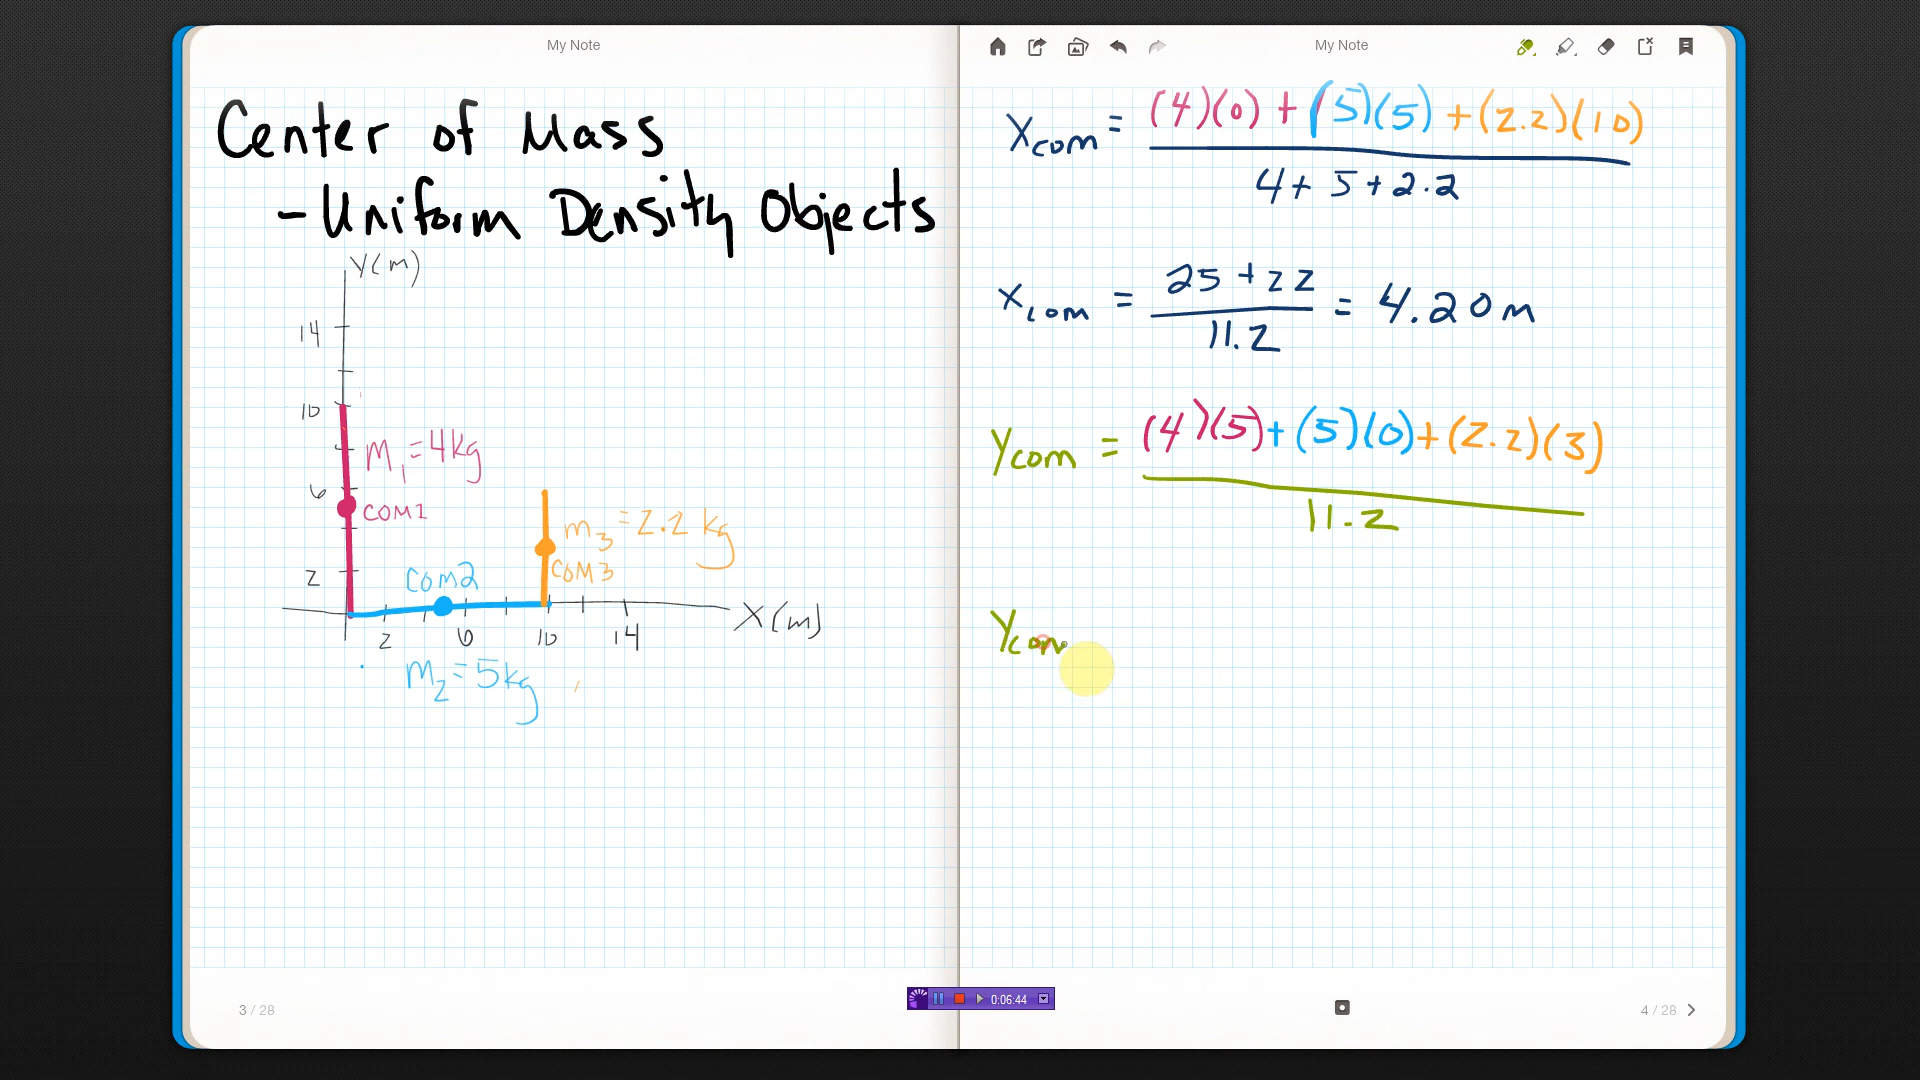 My Note
Center of Mass
- Uniform Density Objects
Y(m)
14
10
m1 = 4kg
6
COM1
m3 = 2.2 kg
COM3
2
COM2
X(m)
2 6 10 14
m2 = 5kg
3 / 28
My Note
Xcom = (4)(0) + (5)(5) + (2.2)(10)
4 + 5 + 2.2
Xcom = 25 + 22 = 4.20 m
11.2
Ycom = (4)(5) + (5)(0) + (2.2)(3)
11.2
Ycom
0:06:44
4 / 28